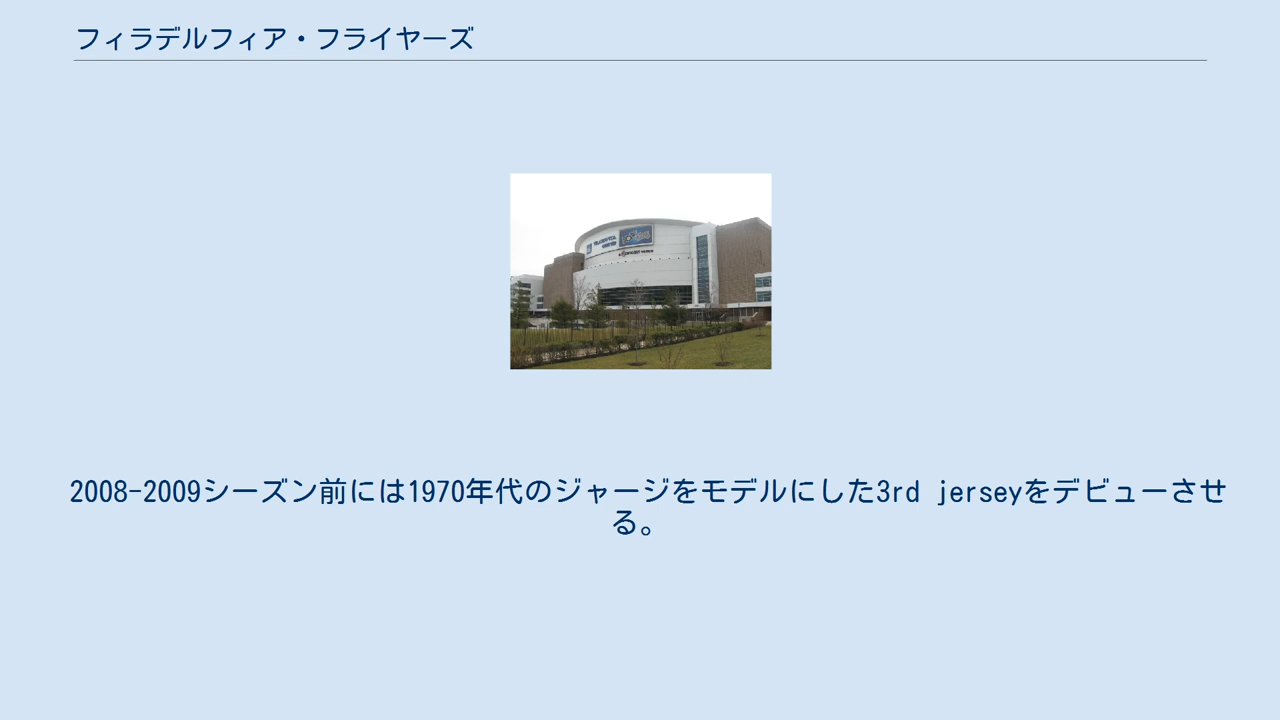 フィラデルフィア・フライヤーズ
2008-2009シーズン前には1970年代のジャージをモデルにした3rd jerseyをデビューさせ
る。